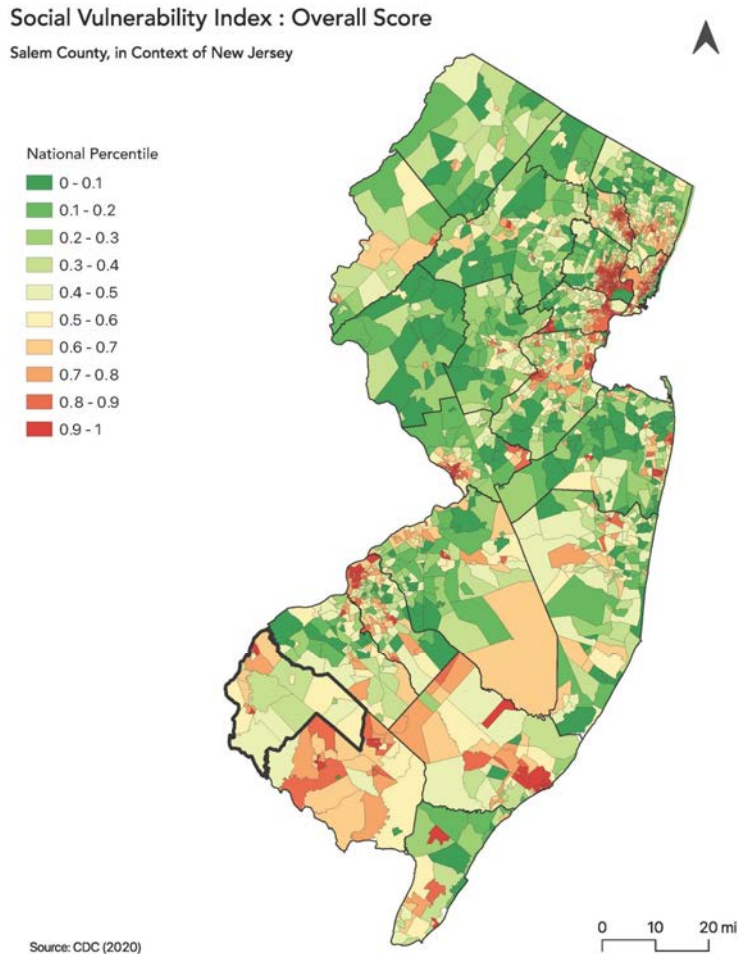 Social Vulnerability Index : Overall Score
Salem County, in Context of New Jersey
National Percentile
0 - 0.1
0.1 - 0.2
0.2 - 0.3
0.3 - 0.4
0.4 - 0.5
0.5 - 0.6
0.6 - 0.7
0.7 - 0.8
0.8 - 0.9
0.9 - 1
0 10 20 mi
Source: CDC (2020)